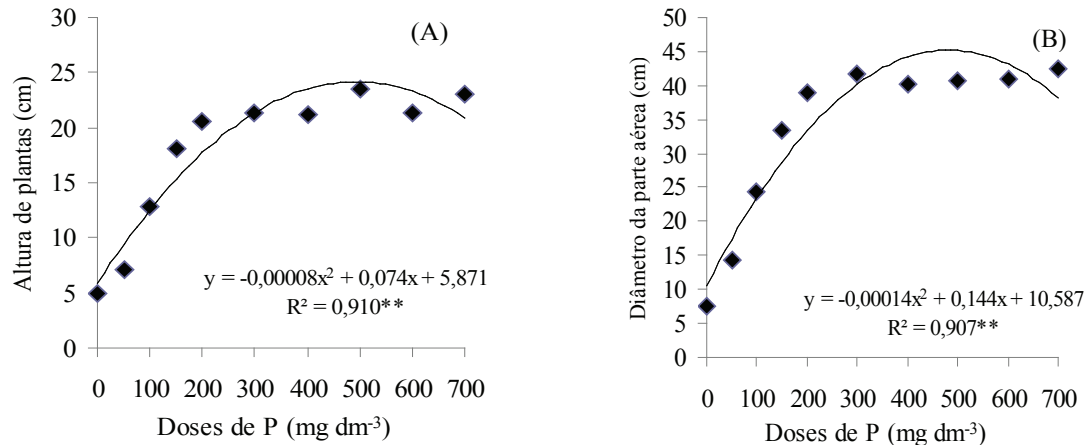 (A)
Altura de plantas (cm)
30
25
20
15
10
5
0
y = -0,00008x² + 0,074x + 5,871
R² = 0,910**
0 100 200 300 400 500 600 700
Doses de P (mg dm⁻³)
(B)
Diâmetro da parte aérea (cm)
50
45
40
35
30
25
20
15
10
5
0
y = -0,00014x² + 0,144x + 10,587
R² = 0,907**
0 100 200 300 400 500 600 700
Doses de P (mg dm⁻³)